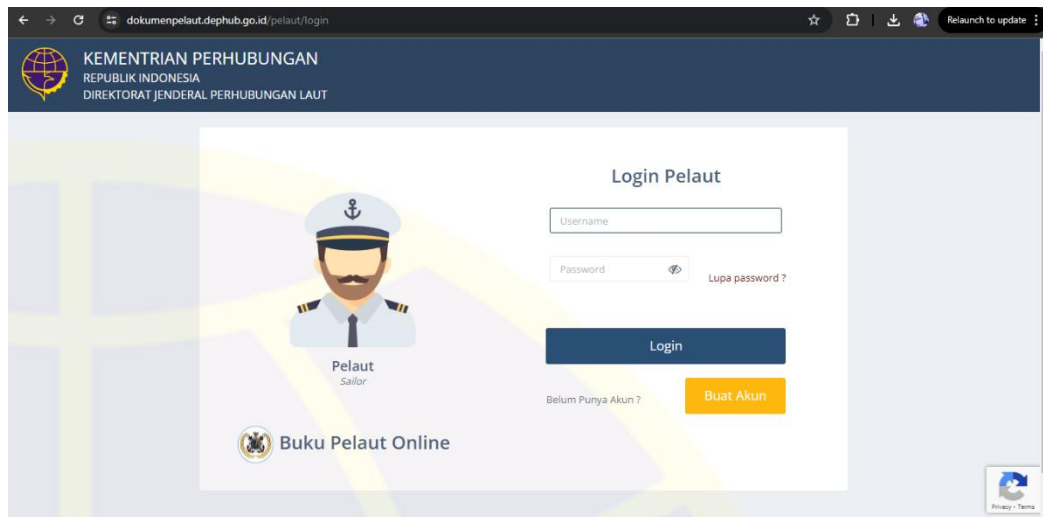 dokumenpelaut.dephub.go.id/pelaut/login
Relaunch to update
KEMENTRIAN PERHUBUNGAN
REPUBLIK INDONESIA
DIREKTORAT JENDERAL PERHUBUNGAN LAUT
Login Pelaut
Username
Password
Lupa password ?
Login
Pelaut
Sailor
Belum Punya Akun ?
Buat Akun
Buku Pelaut Online
Privacy - Terms